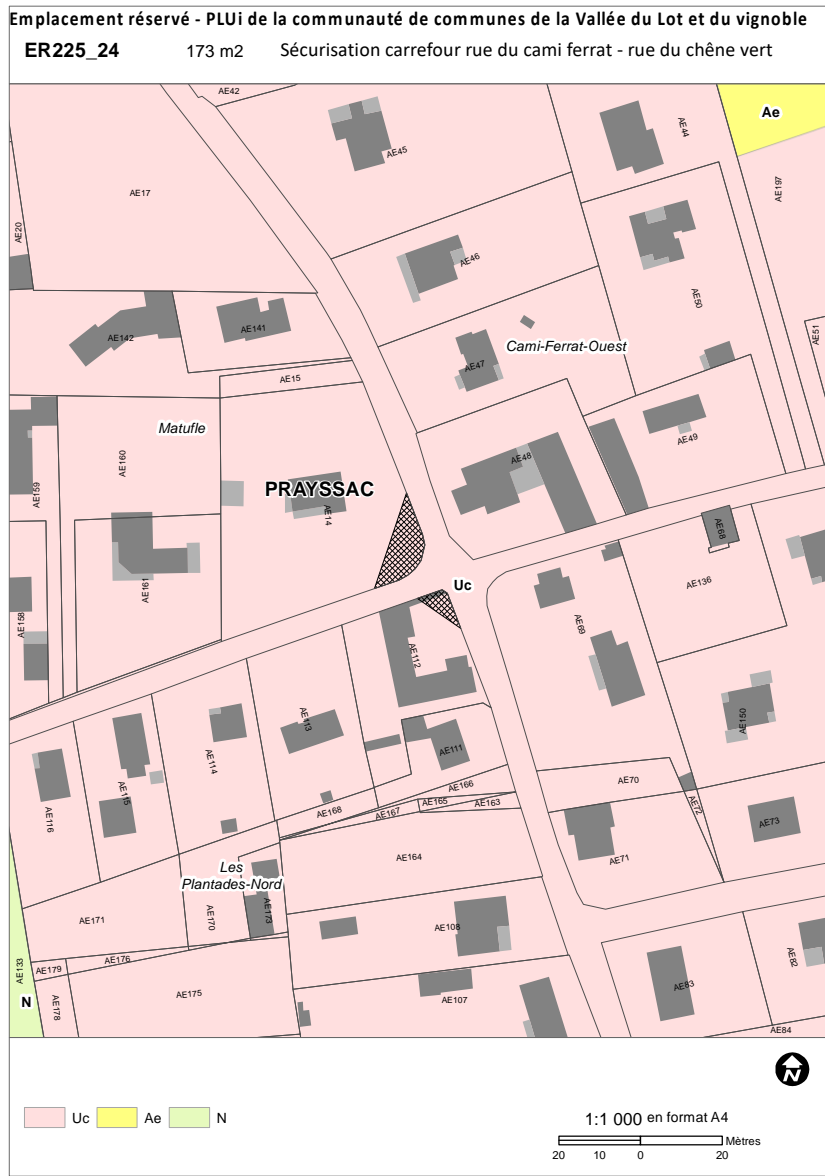 Emplacement réservé - PLUi de la communauté de communes de la Vallée du Lot et du vignoble
ER225_24 173 m2 Sécurisation carrefour rue du cami ferrat - rue du chêne vert
AE42
Ae
AE44
AE45
AE17
AE197
AE20
AE46
AE50
AE142
AE141
AE51
Cami-Ferrat-Ouest
AE47
AE15
Matufle
AE49
AE160
AE48
AE159
PRAYSSAC
AE14
AE68
Uc
AE136
AE161
AE158
AE69
AE112
AE113
AE150
AE114
AE111
AE115
AE116
AE70
AE166
AE165
AE163
AE72
AE168
AE167
AE73
AE164
AE71
Les
Plantades-Nord
AE171
AE170
AE173
AE108
AE176
AE179
AE133
AE82
AE83
AE175
N
AE178
AE107
AE84
N
Uc Ae N
1:1 000 en format A4
Mètres
20 10 0 20